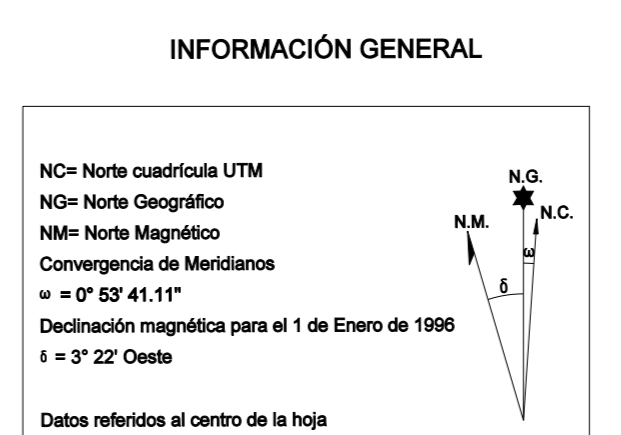 INFORMACIÓN GENERAL
NC= Norte cuadrícula UTM
NG= Norte Geográfico
NM= Norte Magnético
Convergencia de Meridianos
ω = 0° 53' 41.11"
Declinación magnética para el 1 de Enero de 1996
δ = 3° 22' Oeste
Datos referidos al centro de la hoja
N.G.
N.M.
N.C.
ω
δ